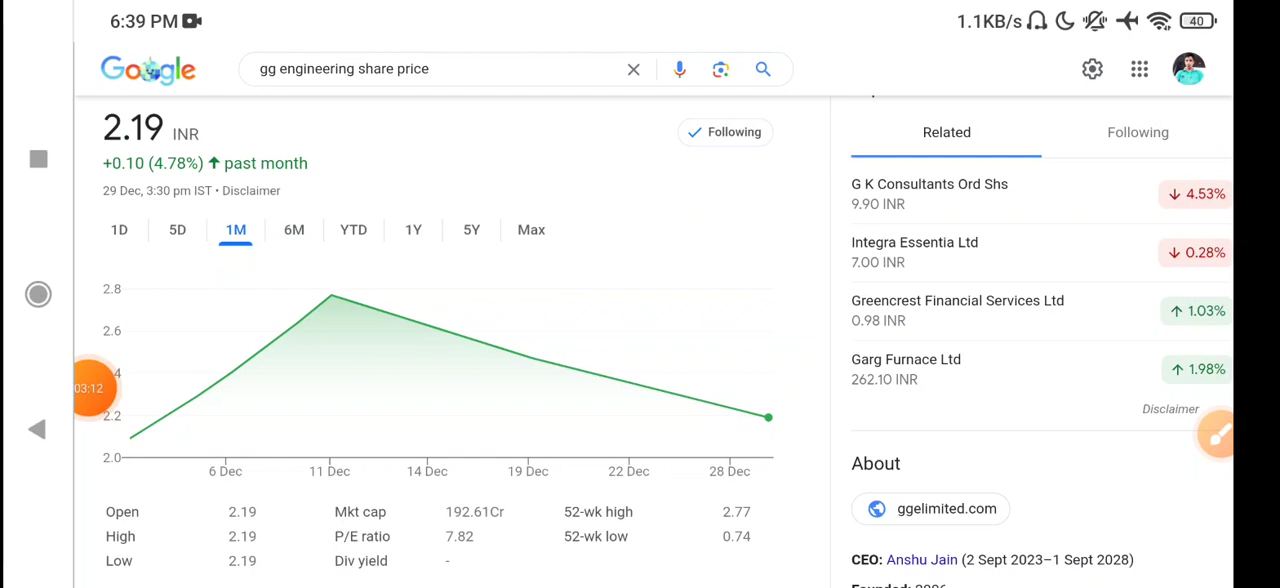 6:39 PM
1.1KB/s
40
Google
gg engineering share price
2.19 INR
Following
+0.10 (4.78%) ↑ past month
29 Dec, 3:30 pm IST • Disclaimer
1D 5D 1M 6M YTD 1Y 5Y Max
2.8
2.6
4
2.2
2.0
03:12
6 Dec 11 Dec 14 Dec 19 Dec 22 Dec 28 Dec
Open 2.19 Mkt cap 192.61Cr 52-wk high 2.77
High 2.19 P/E ratio 7.82 52-wk low 0.74
Low 2.19 Div yield -
Related Following
G K Consultants Ord Shs
9.90 INR
↓ 4.53%
Integra Essentia Ltd
7.00 INR
↓ 0.28%
Greencrest Financial Services Ltd
0.98 INR
↑ 1.03%
Garg Furnace Ltd
262.10 INR
↑ 1.98%
Disclaimer
About
ggelimited.com
CEO: Anshu Jain (2 Sept 2023–1 Sept 2028)